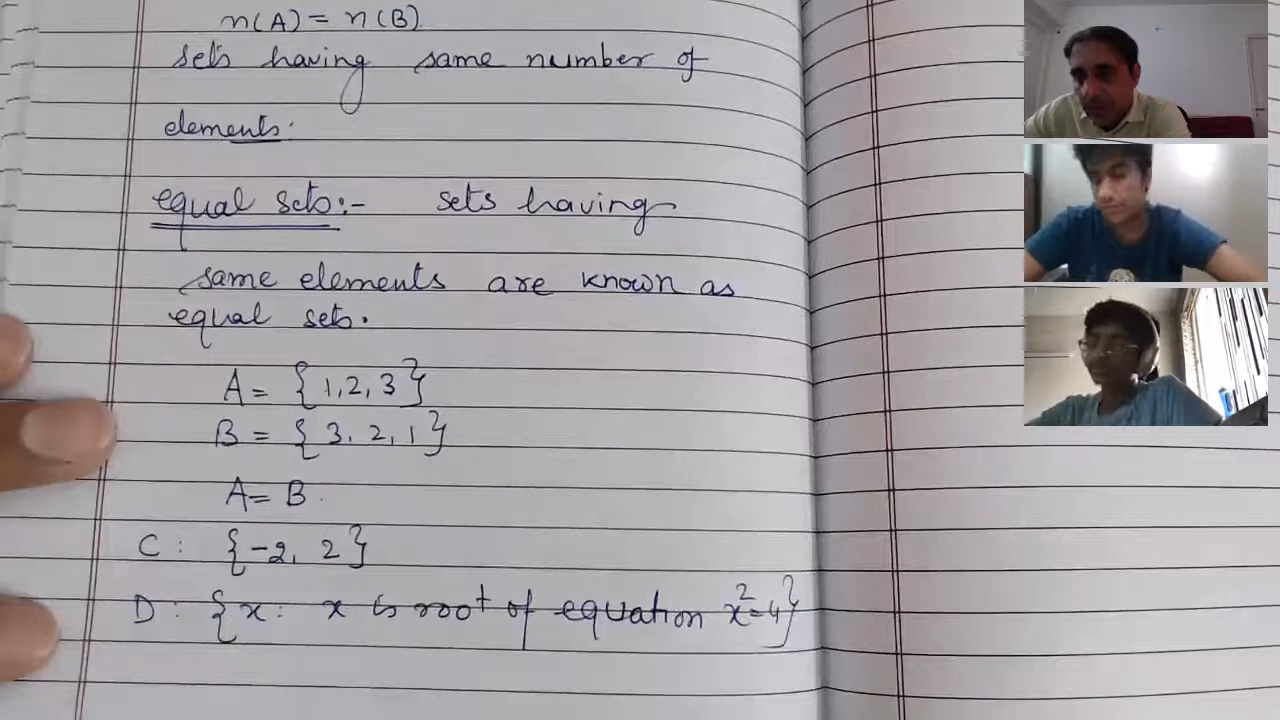 n(A) = n(B).
sets having same number of
elements.
equal sets:- sets having
same elements are known as
equal sets.
A = {1, 2, 3}
B = {3, 2, 1}
A = B.
C : {-2, 2}
D : {x : x is root of equation x²=4}